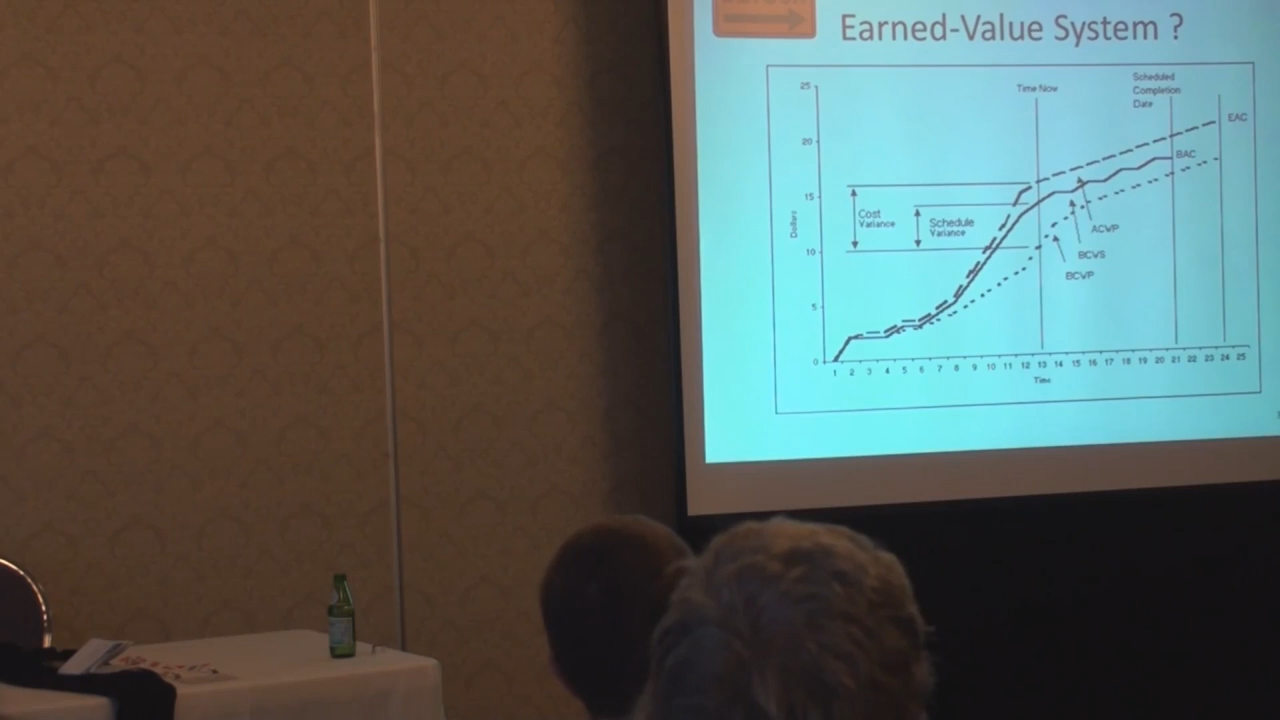 Earned-Value System ?
25
20
15
10
5
0
Dollars
Time Now
Scheduled
Completion
Date
EAC
BAC
Cost
Variance
Schedule
Variance
ACWP
BCWS
BCWP
1 2 3 4 5 6 7 8 9 10 11 12 13 14 15 16 17 18 19 20 21 22 23 24 25
Time